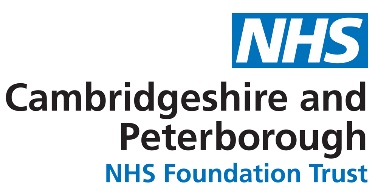 NHS
Cambridgeshire and
Peterborough
NHS Foundation Trust